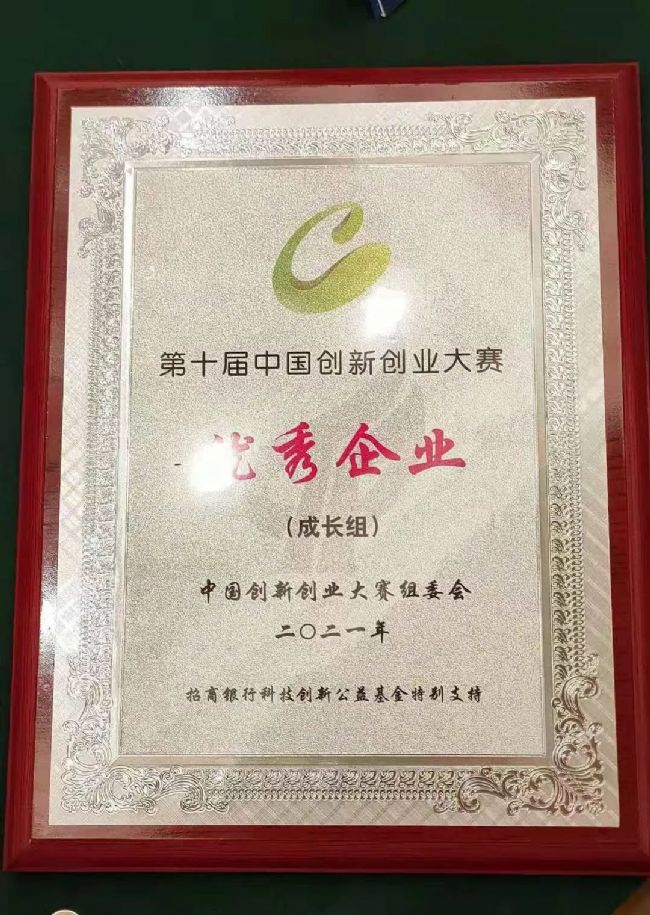 第十届中国创新创业大赛
优秀企业
（成长组）
中国创新创业大赛组委会
二〇二一年
招商银行科技创新公益基金特别支持